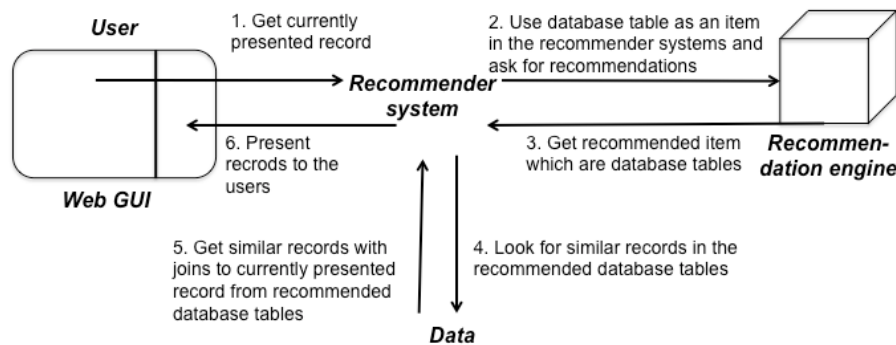 User
1. Get currently
presented record
2. Use database table as an item
in the recommender systems and
ask for recommendations
Recommender
system
6. Present
recrods to the
users
3. Get recommended item
which are database tables
Recommen-
dation engine
Web GUI
5. Get similar records with
joins to currently presented
record from recommended
database tables
4. Look for similar records in the
recommended database tables
Data